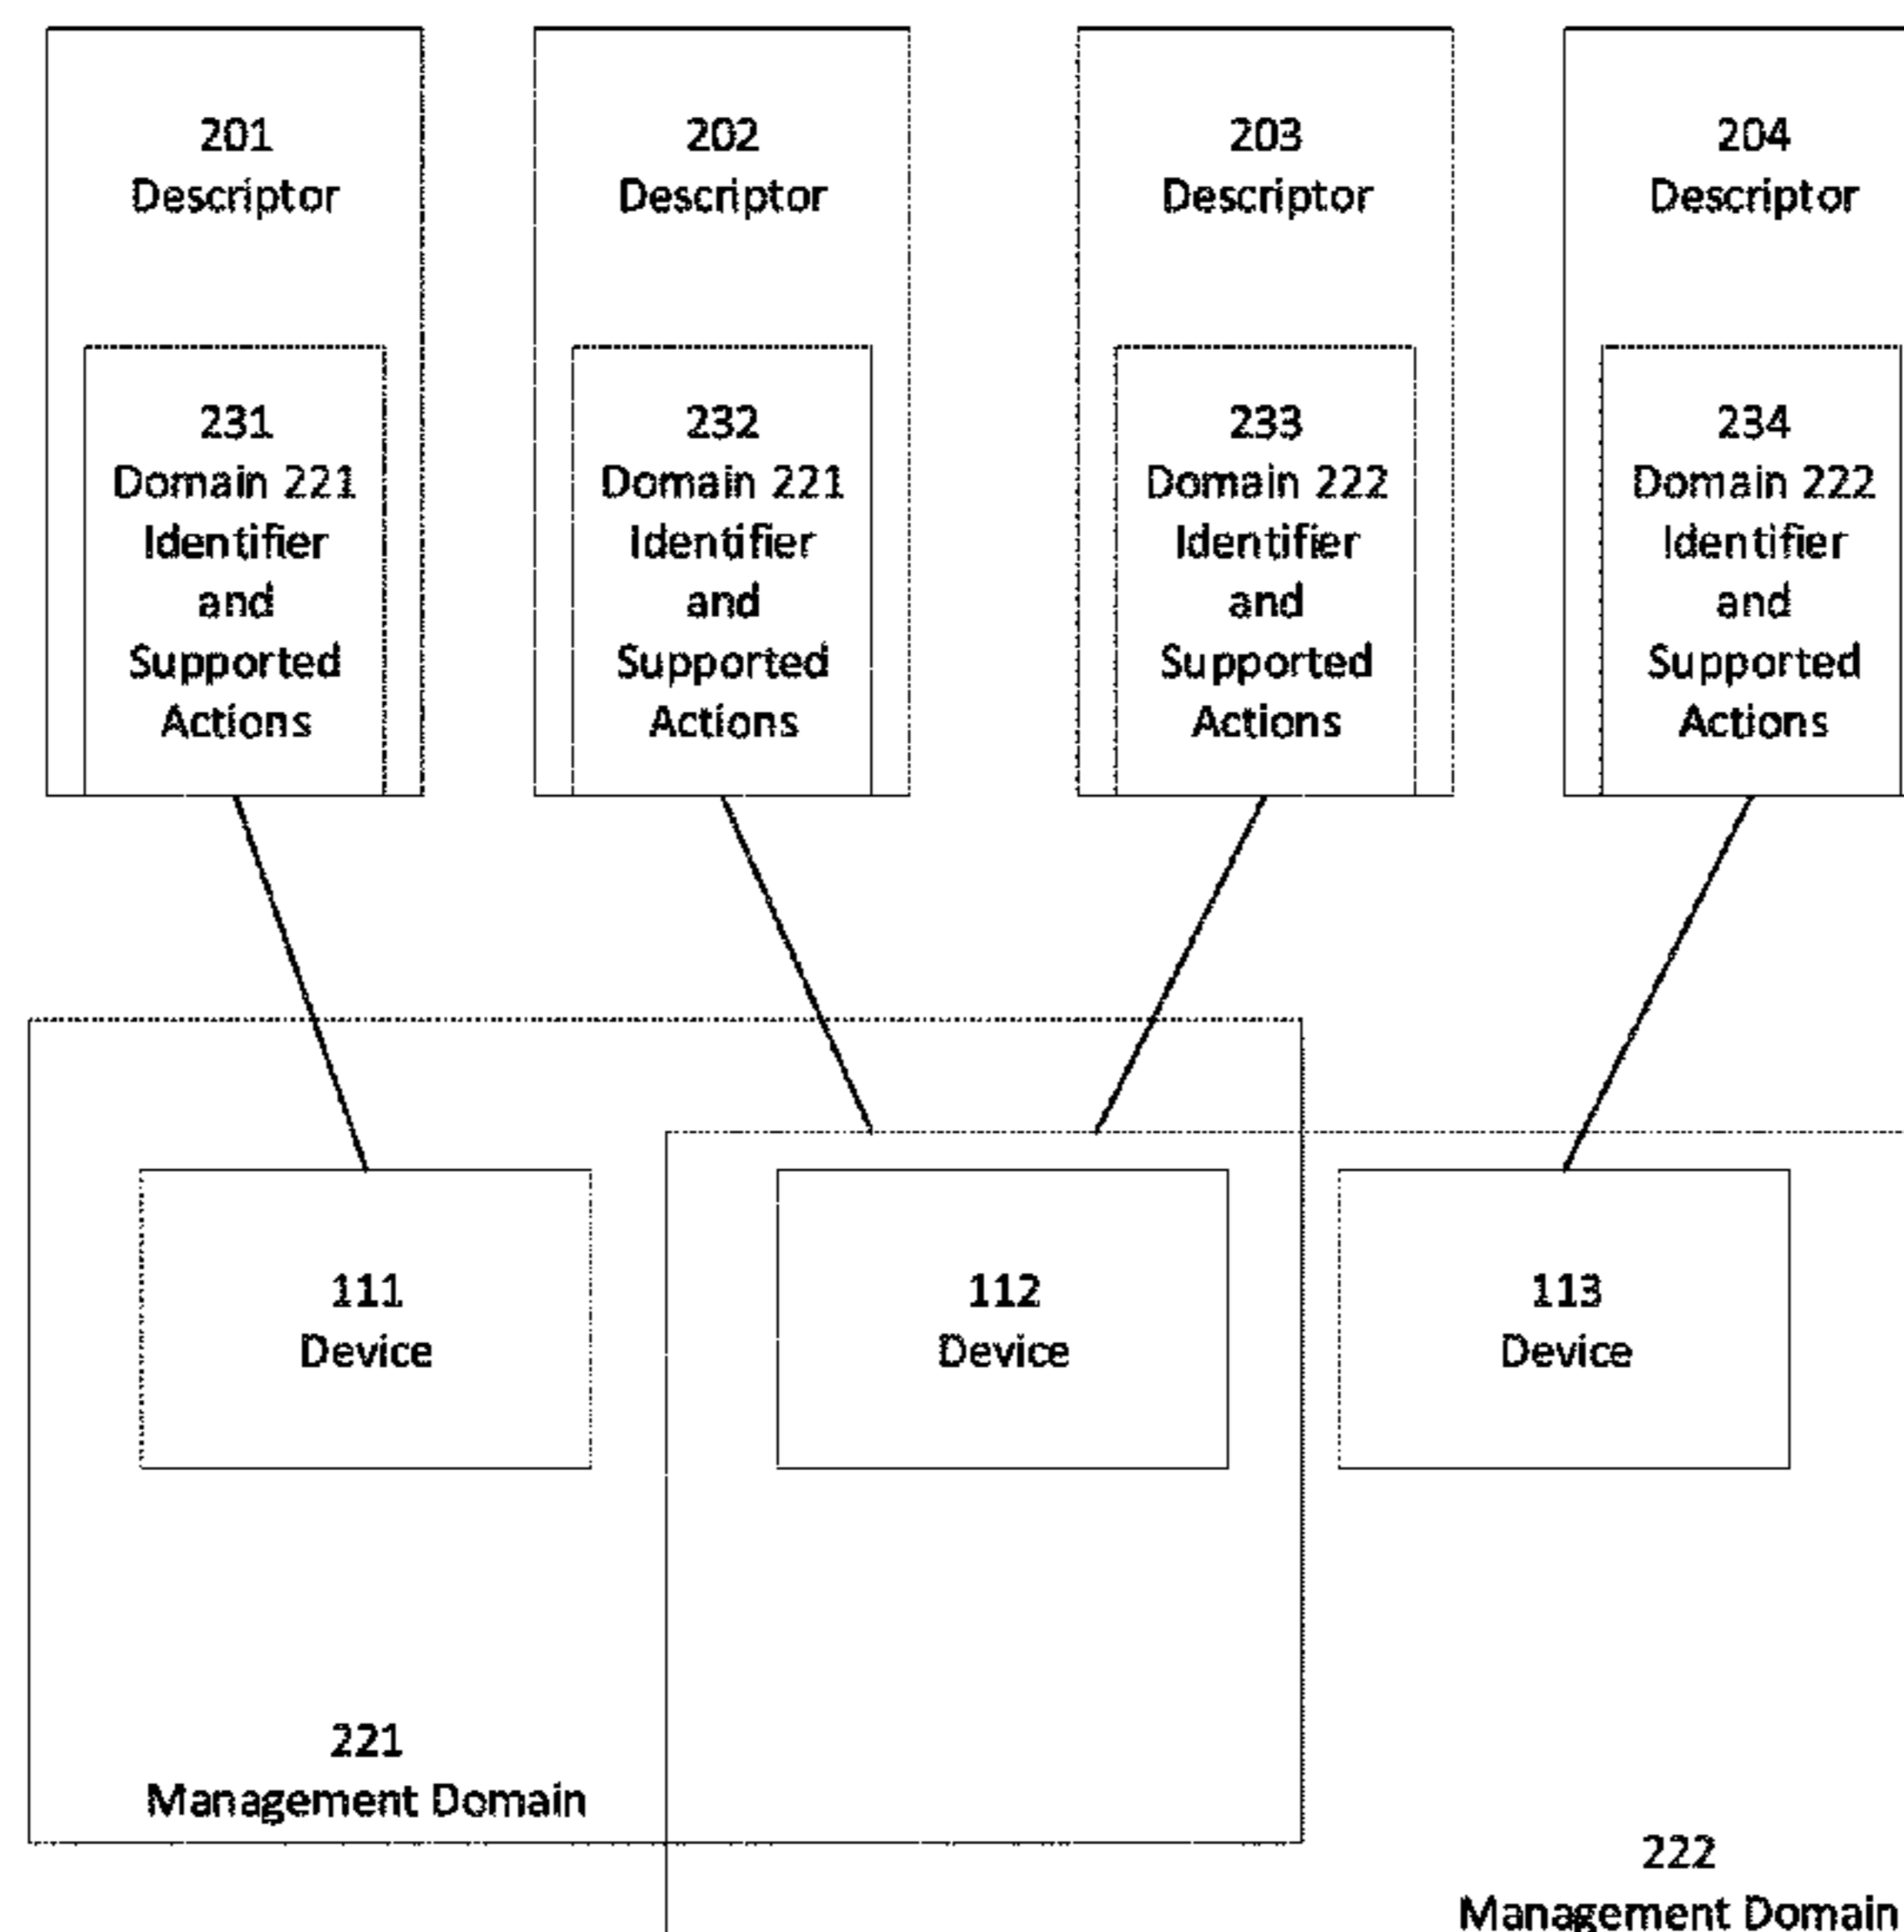 201
Descriptor
202
Descriptor
203
Descriptor
204
Descriptor
231
Domain 221
Identifier
and
Supported
Actions
232
Domain 221
Identifier
and
Supported
Actions
233
Domain 222
Identifier
and
Supported
Actions
234
Domain 222
Identifier
and
Supported
Actions
111
Device
112
Device
113
Device
221
Management Domain
222
Management Domain